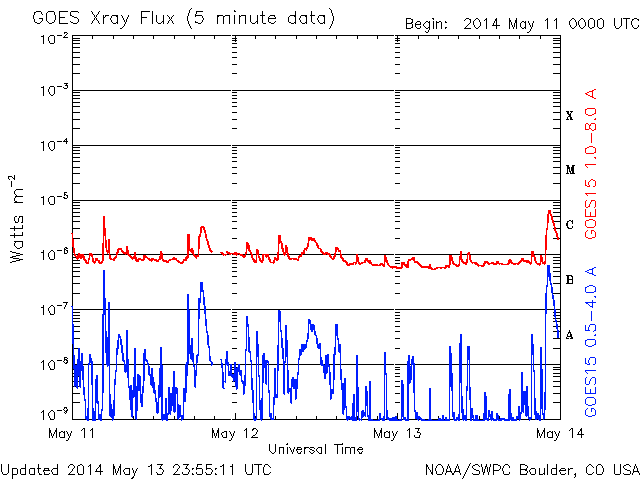 GOES Xray Flux (5 minute data)
Begin: 2014 May 11 0000 UTC
10-2
10-3
10-4
10-5
10-6
10-7
10-8
10-9
Watts m-2
X
M
C
B
A
GOES15 1.0-8.0 A
GOES15 0.5-4.0 A
May 11
May 12
May 13
May 14
Universal Time
Updated 2014 May 13 23:55:11 UTC
NOAA/SWPC Boulder, CO USA